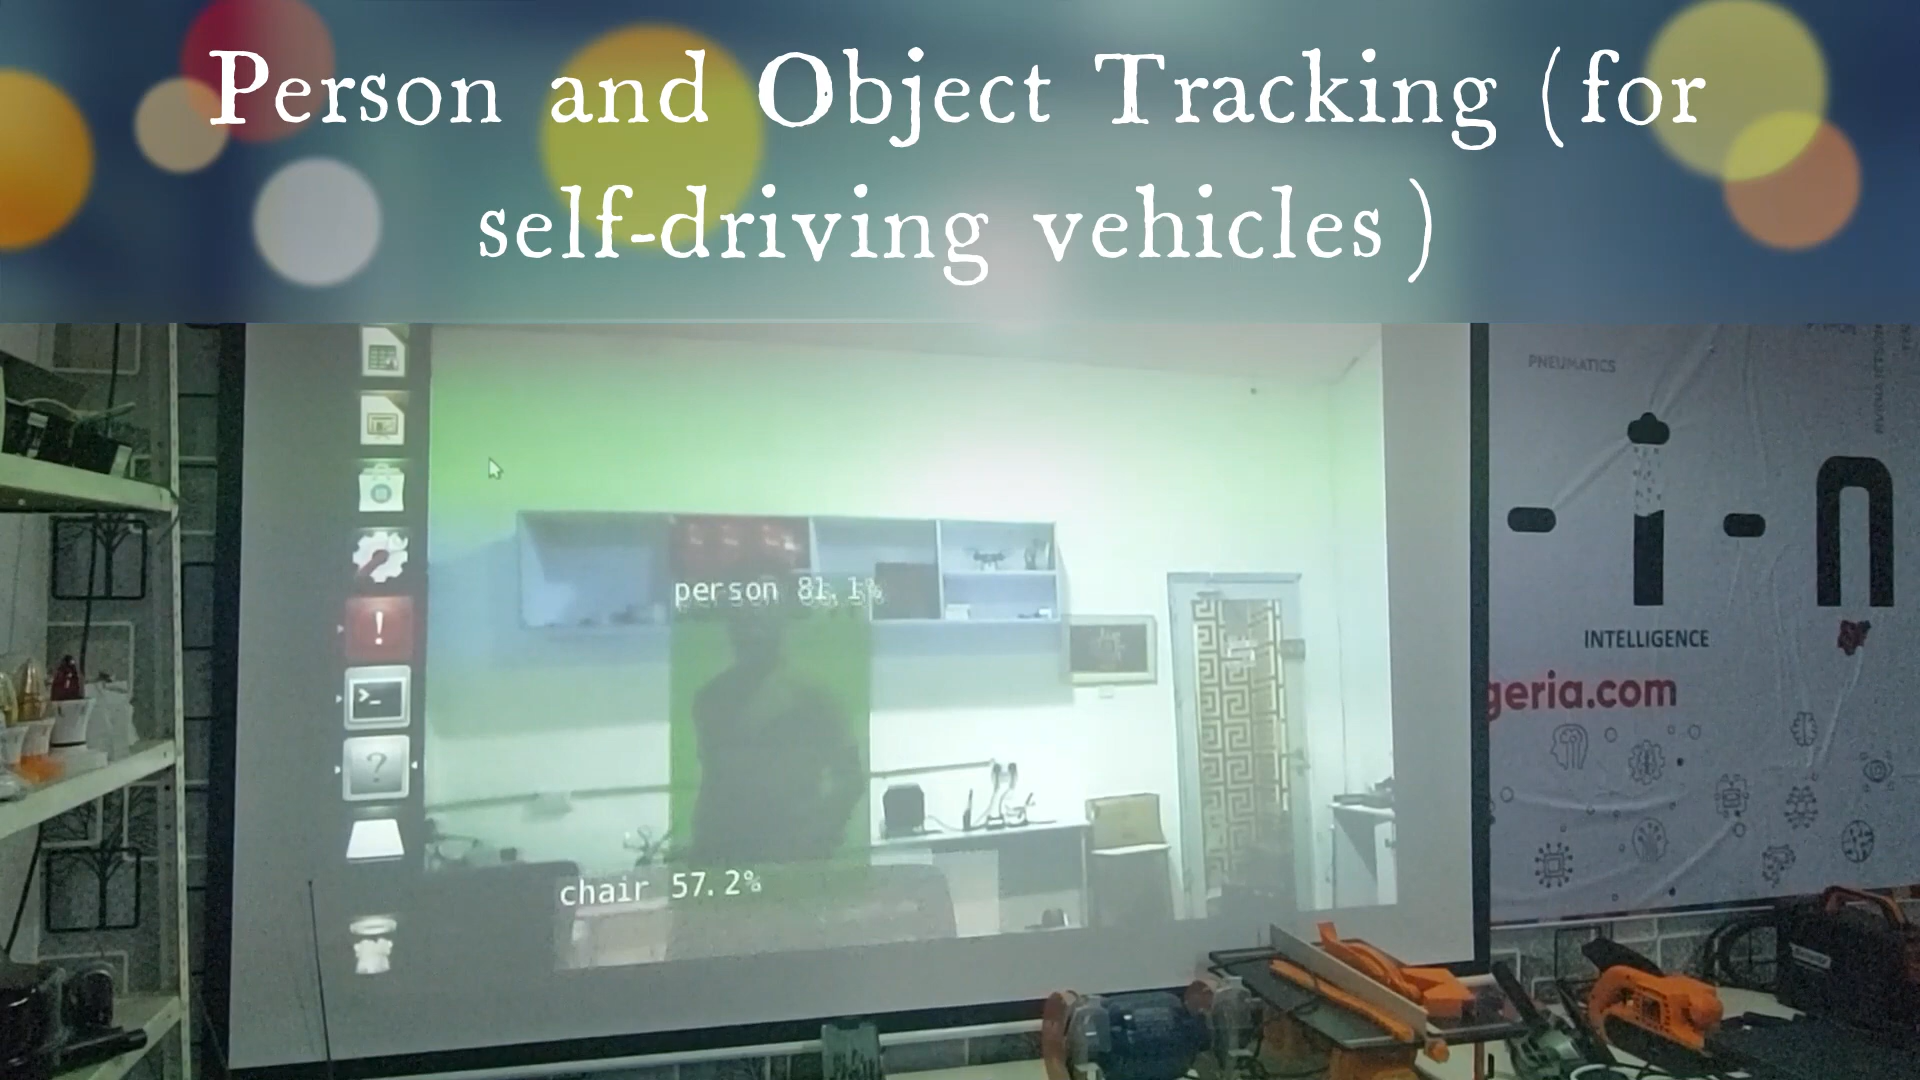 Person and Object Tracking (for
self-driving vehicles)
PNEUMATICS
person 81.1%
INTELLIGENCE
geria.com
chair 57.2%
-i-n